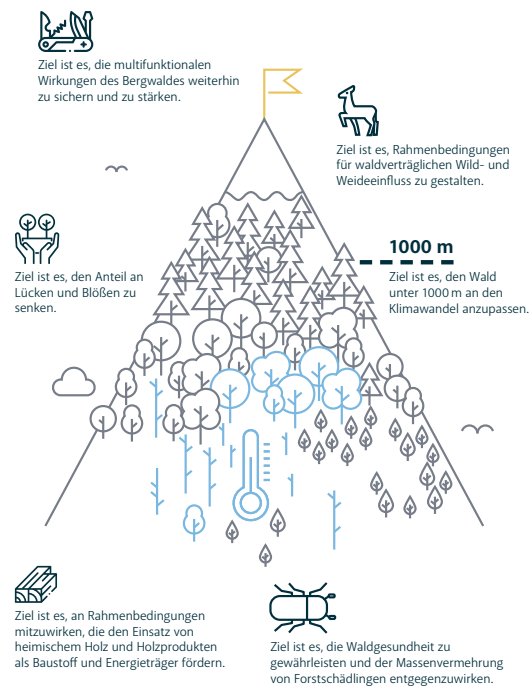 Ziel ist es, die multifunktionalen
Wirkungen des Bergwaldes weiterhin
zu sichern und zu stärken.
Ziel ist es, Rahmenbedingungen
für waldverträglichen Wild- und
Weideeinfluss zu gestalten.
Ziel ist es, den Anteil an
Lücken und Blößen zu
senken.
1000 m
Ziel ist es, den Wald
unter 1000 m an den
Klimawandel anzupassen.
Ziel ist es, an Rahmenbedingungen
mitzuwirken, die den Einsatz von
heimischem Holz und Holzprodukten
als Baustoff und Energieträger fördern.
Ziel ist es, die Waldgesundheit zu
gewährleisten und der Massenvermehrung
von Forstschädlingen entgegenzuwirken.